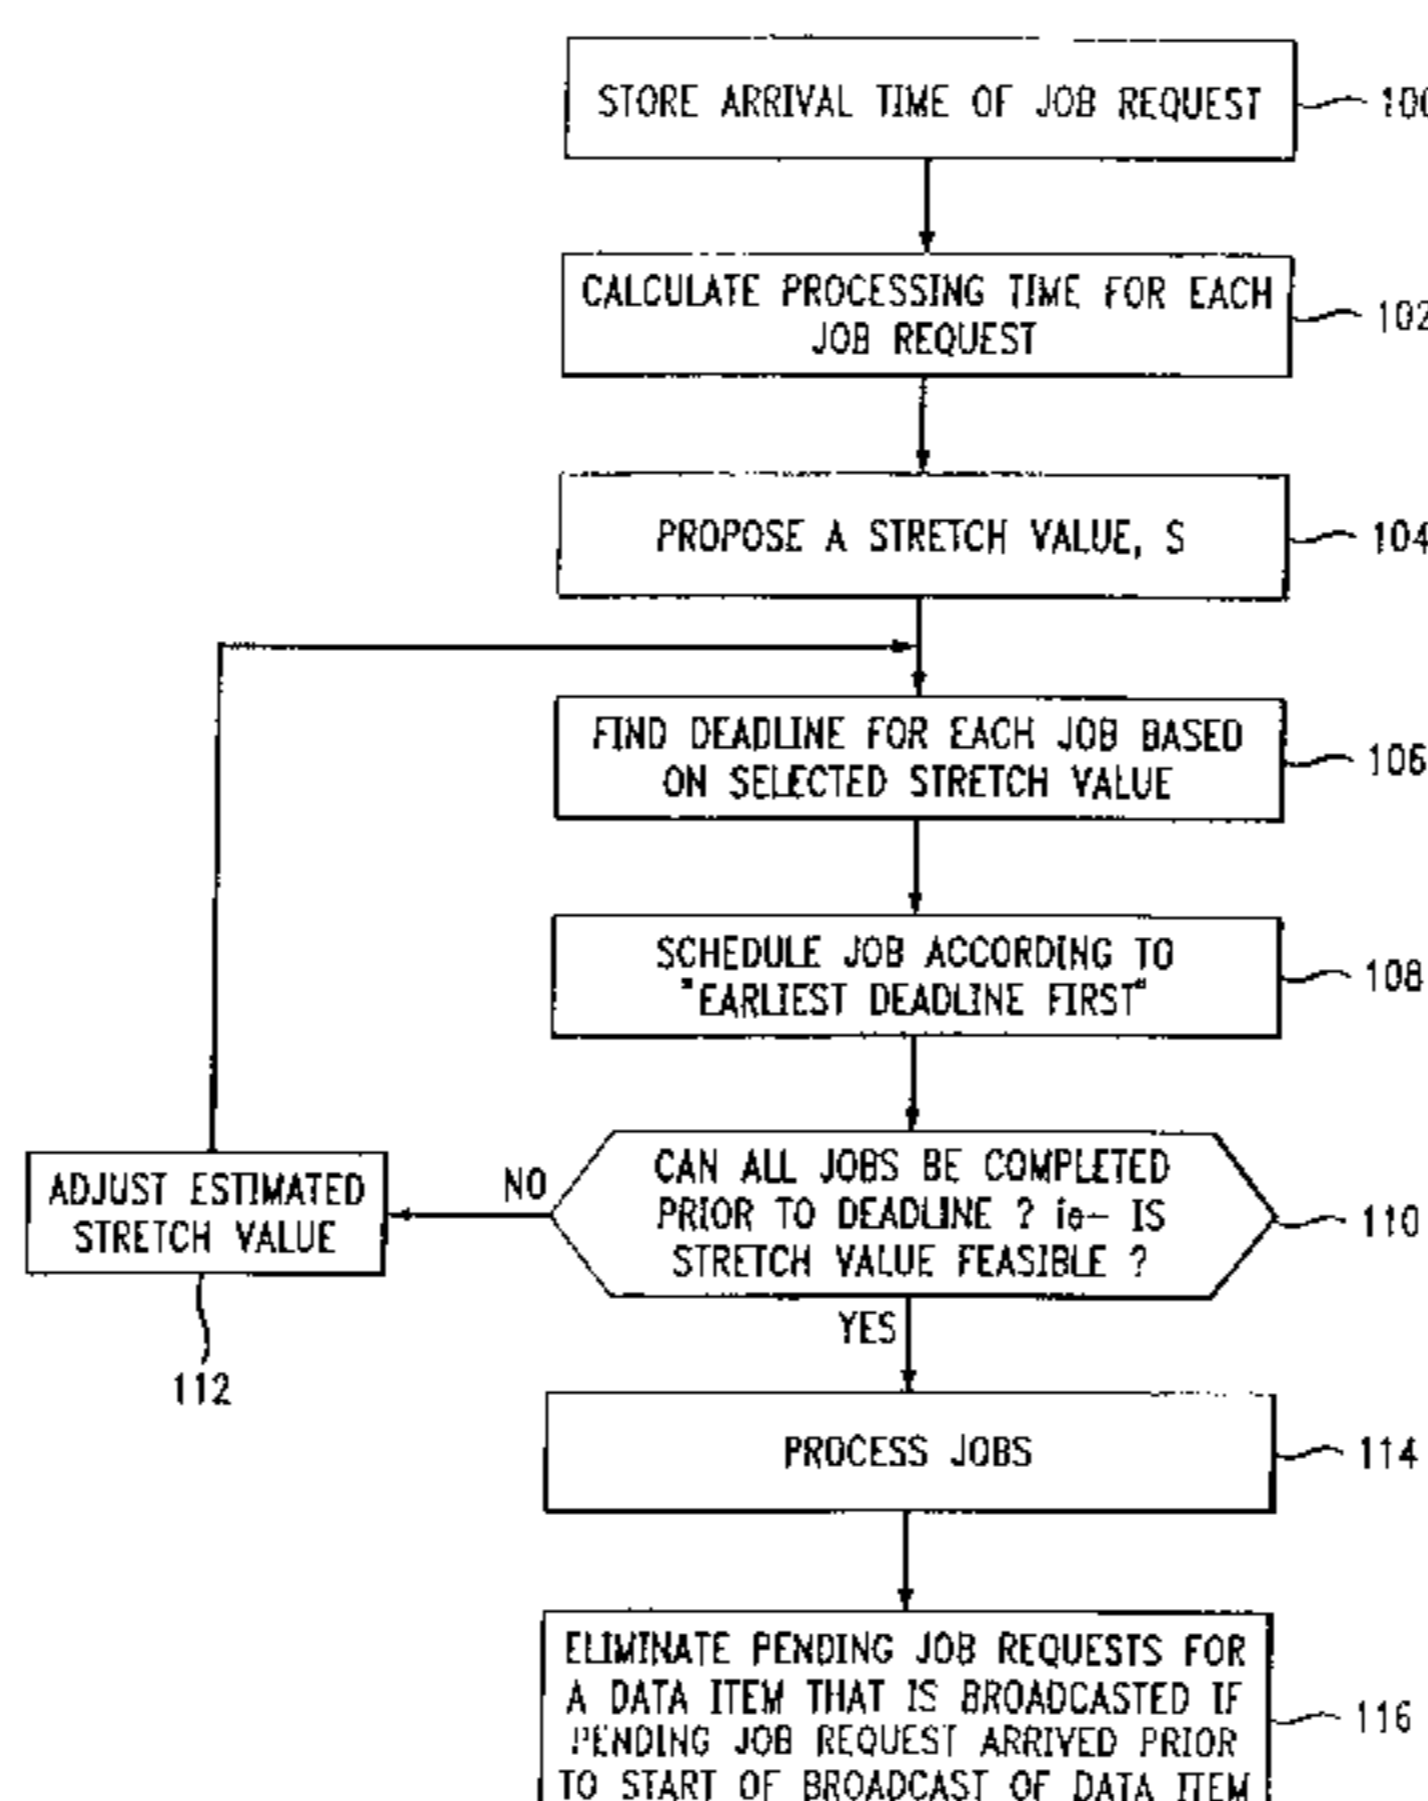 STORE ARRIVAL TIME OF JOB REQUEST
100
CALCULATE PROCESSING TIME FOR EACH
JOB REQUEST
102
PROPOSE A STRETCH VALUE, S
104
FIND DEADLINE FOR EACH JOB BASED
ON SELECTED STRETCH VALUE
106
SCHEDULE JOB ACCORDING TO
"EARLIEST DEADLINE FIRST"
108
CAN ALL JOBS BE COMPLETED
PRIOR TO DEADLINE ? ie- IS
STRETCH VALUE FEASIBLE ?
110
NO
ADJUST ESTIMATED
STRETCH VALUE
112
YES
PROCESS JOBS
114
ELIMINATE PENDING JOB REQUESTS FOR
A DATA ITEM THAT IS BROADCASTED IF
PENDING JOB REQUEST ARRIVED PRIOR
TO START OF BROADCAST OF DATA ITEM
116